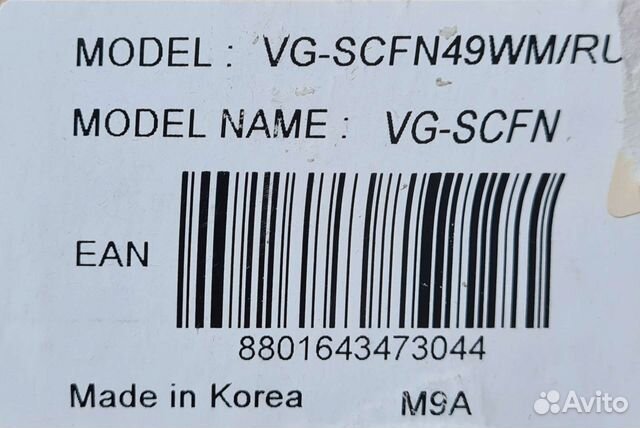 MODEL : VG-SCFN49WM/RU
MODEL NAME : VG-SCFN
EAN
8801643473044
Made in Korea M9A
Avito